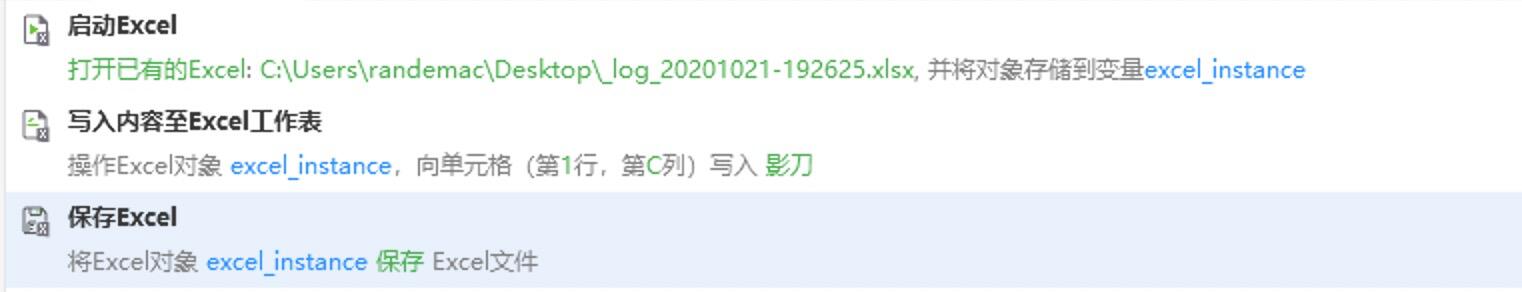 启动Excel
打开已有的Excel: C:\Users\randemac\Desktop\_log_20201021-192625.xlsx, 并将对象存储到变量excel_instance
写入内容至Excel工作表
操作Excel对象 excel_instance，向单元格（第1行，第C列）写入 影刀
保存Excel
将Excel对象 excel_instance 保存 Excel文件